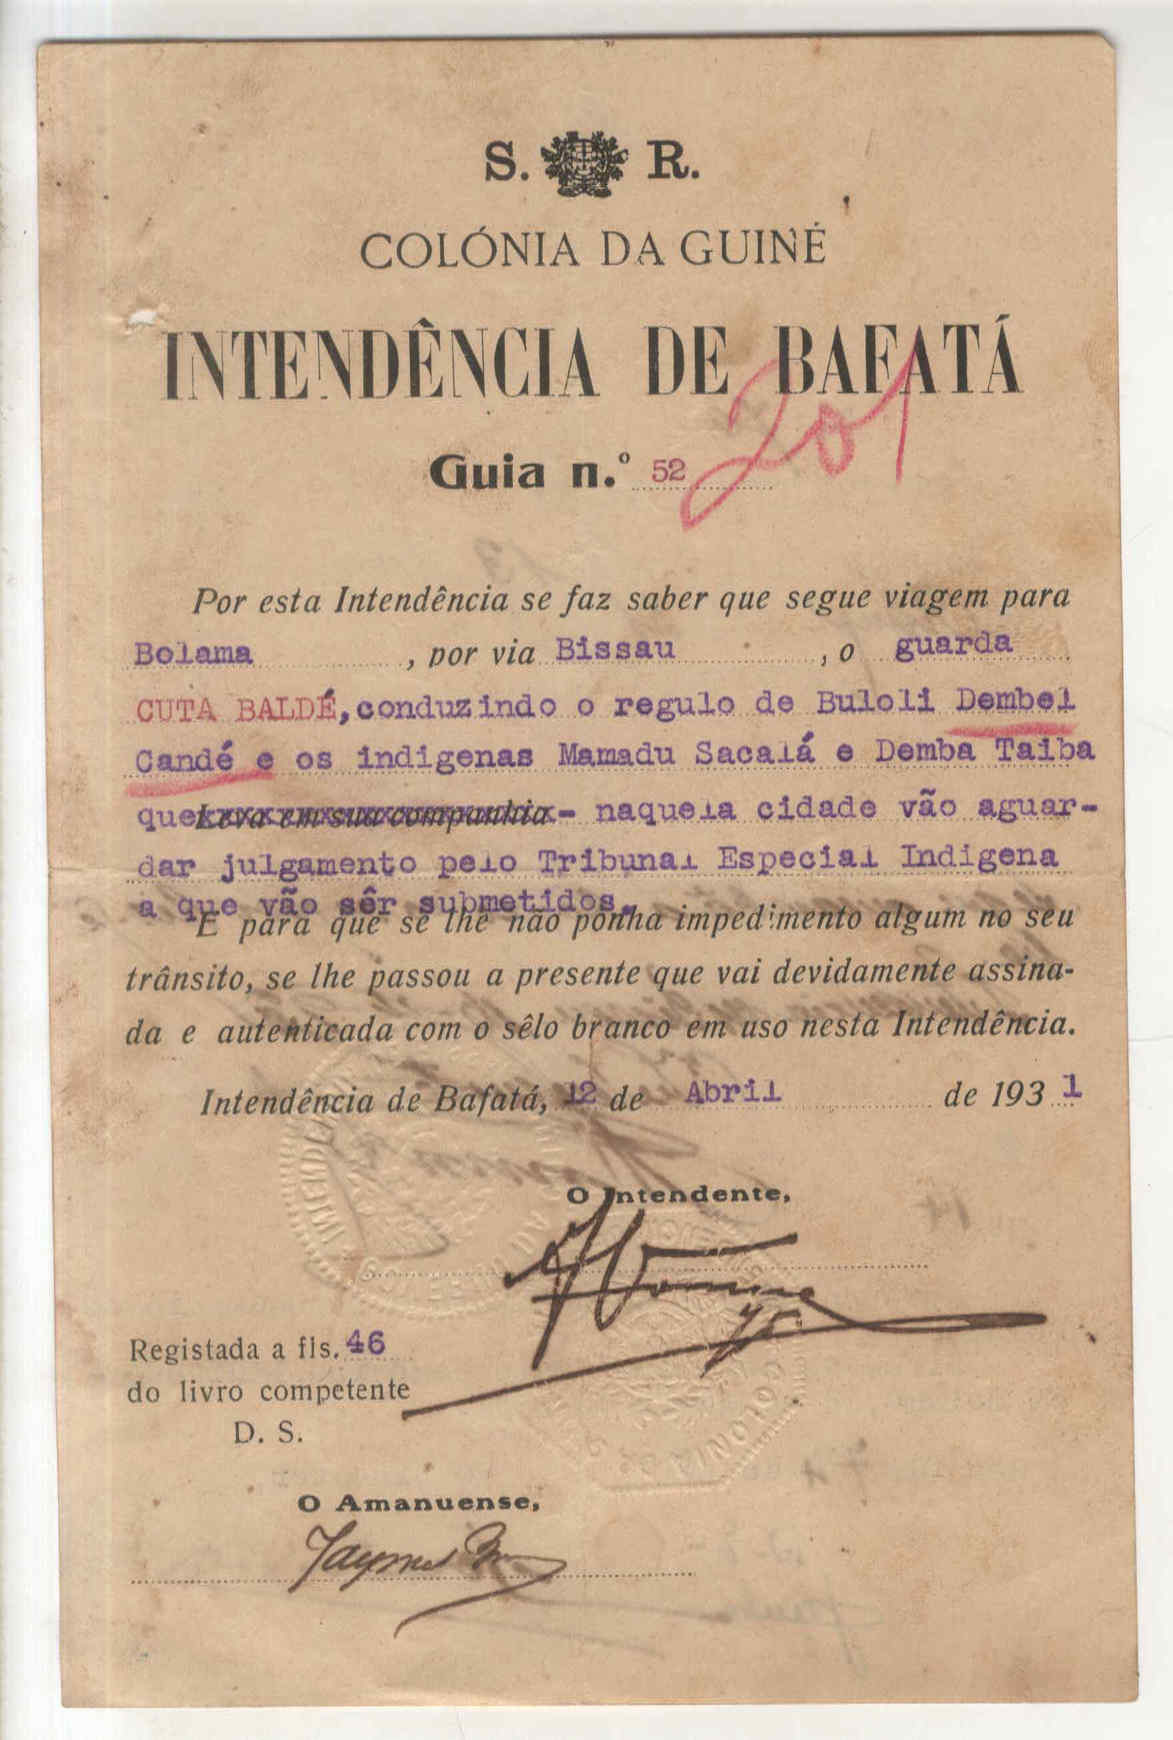 S. R.
COLÓNIA DA GUINÉ
INTENDÊNCIA DE BAFATÁ
Guia n.º 52
201
Por esta Intendência se faz saber que segue viagem para
Bolama, por via Bissau, o guarda
CUTA BALDÉ, conduzindo o regulo de Buloli Dembel
Candé e os indigenas Mamadu Sacalá e Demba Taiba
que leva em sua companhia - naquela cidade vão aguar-
dar julgamento pelo Tribunal Especial Indigena
a que vão sêr submetidos.
E para que se lhe não ponha impedimento algum no seu
trânsito, se lhe passou a presente que vai devidamente assina-
da e autenticada com o sêlo branco em uso nesta Intendência.
Intendência de Bafatá, 12 de Abril de 1931
O Intendente,
Registada a fls. 46
do livro competente
D. S.
O Amanuense,